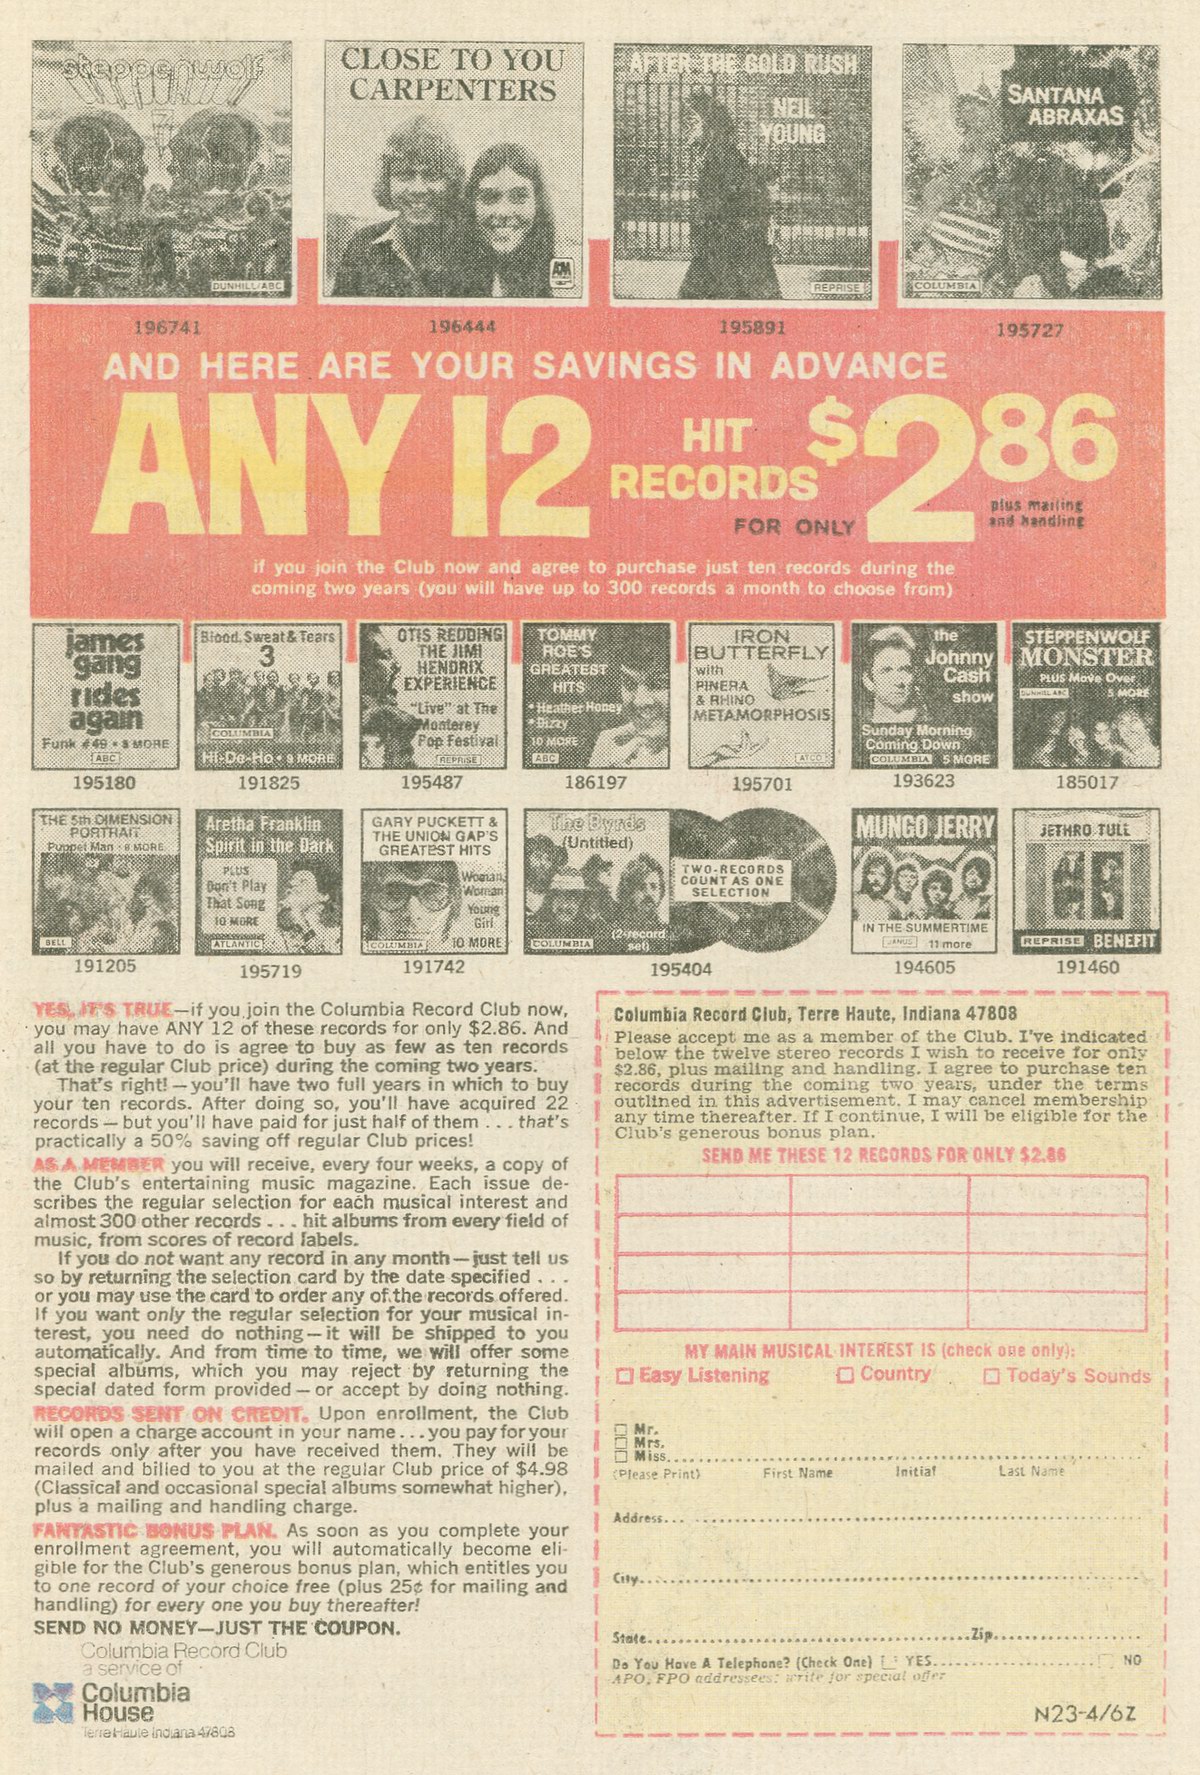 steppenwolf
7
DUNHILL/ABC
CLOSE TO YOU
CARPENTERS
A&M
AFTER THE GOLD RUSH
NEIL
YOUNG
REPRISE
SANTANA
ABRAXAS
COLUMBIA
196741
196444
195891
195727
AND HERE ARE YOUR SAVINGS IN ADVANCE
ANY 12
HIT
RECORDS
FOR ONLY
$2.86
plus mailing
and handling
if you join the Club now and agree to purchase just ten records during the
coming two years (you will have up to 300 records a month to choose from)
james
gang
rides
again
Funk #49 • 8 MORE
ABC
195180
Blood, Sweat & Tears
3
COLUMBIA
Hi-De-Ho • 9 MORE
191825
OTIS REDDING
THE JIMI
HENDRIX
EXPERIENCE
"Live" at The
Monterey
Pop Festival
REPRISE
195487
TOMMY
ROE'S
GREATEST
HITS
• Heather Honey
• Dizzy
10 MORE
ABC
186197
IRON
BUTTERFLY
with
PINERA
& RHINO
METAMORPHOSIS
ATCO
195701
the
Johnny
Cash
show
Sunday Morning
Coming Down
COLUMBIA 5 MORE
193623
STEPPENWOLF
MONSTER
PLUS Move Over
DUNHILL ABC 5 MORE
185017
THE 5th DIMENSION
PORTRAIT
Puppet Man • 8 MORE
BELL
191205
Aretha Franklin
Spirit in the Dark
PLUS
Don't Play
That Song
10 MORE
ATLANTIC
195719
GARY PUCKETT &
THE UNION GAP'S
GREATEST HITS
Woman,
Woman
Young
Girl
COLUMBIA 10 MORE
191742
The Byrds
(Untitled)
COLUMBIA
(2-record
set)
TWO-RECORDS
COUNT AS ONE
SELECTION
195404
MUNGO JERRY
IN THE SUMMERTIME
JANUS 11 more
194605
JETHRO TULL
REPRISE BENEFIT
191460
YES, IT'S TRUE—if you join the Columbia Record Club now,
you may have ANY 12 of these records for only $2.86. And
all you have to do is agree to buy as few as ten records
(at the regular Club price) during the coming two years.
That's right! — you'll have two full years in which to buy
your ten records. After doing so, you'll have acquired 22
records — but you'll have paid for just half of them . . . that's
practically a 50% saving off regular Club prices!
AS A MEMBER you will receive, every four weeks, a copy of
the Club's entertaining music magazine. Each issue de-
scribes the regular selection for each musical interest and
almost 300 other records . . . hit albums from every field of
music, from scores of record labels.
If you do not want any record in any month — just tell us
so by returning the selection card by the date specified . . .
or you may use the card to order any of the records offered.
If you want only the regular selection for your musical in-
terest, you need do nothing — it will be shipped to you
automatically. And from time to time, we will offer some
special albums, which you may reject by returning the
special dated form provided — or accept by doing nothing.
RECORDS SENT ON CREDIT. Upon enrollment, the Club
will open a charge account in your name . . . you pay for your
records only after you have received them. They will be
mailed and billed to you at the regular Club price of $4.98
(Classical and occasional special albums somewhat higher),
plus a mailing and handling charge.
FANTASTIC BONUS PLAN. As soon as you complete your
enrollment agreement, you will automatically become eli-
gible for the Club's generous bonus plan, which entitles you
to one record of your choice free (plus 25¢ for mailing and
handling) for every one you buy thereafter!
SEND NO MONEY—JUST THE COUPON.
Columbia Record Club
a service of
Columbia
House
Terre Haute Indiana 47808
Columbia Record Club, Terre Haute, Indiana 47808
Please accept me as a member of the Club. I've indicated
below the twelve stereo records I wish to receive for only
$2.86, plus mailing and handling. I agree to purchase ten
records during the coming two years, under the terms
outlined in this advertisement. I may cancel membership
any time thereafter. If I continue, I will be eligible for the
Club's generous bonus plan.
SEND ME THESE 12 RECORDS FOR ONLY $2.86
MY MAIN MUSICAL INTEREST IS (check one only):
Easy Listening Country Today's Sounds
Mr.
Mrs.
Miss
(Please Print) First Name Initial Last Name
Address
City
State Zip
Do You Have A Telephone? (Check One) YES NO
APO, FPO addressees: write for special offer
N23-4/6Z